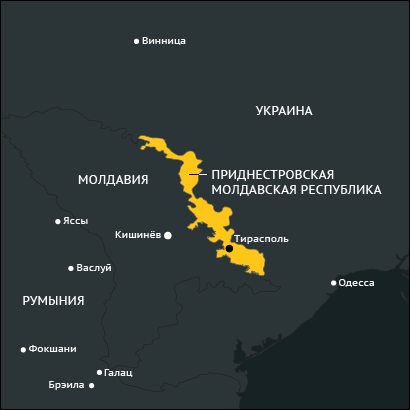 Винница
УКРАИНА
ПРИДНЕСТРОВСКАЯ
МОЛДАВСКАЯ РЕСПУБЛИКА
МОЛДАВИЯ
Яссы
Кишинёв
Тирасполь
Васлуй
Одесса
РУМЫНИЯ
Фокшани
Галац
Брэила